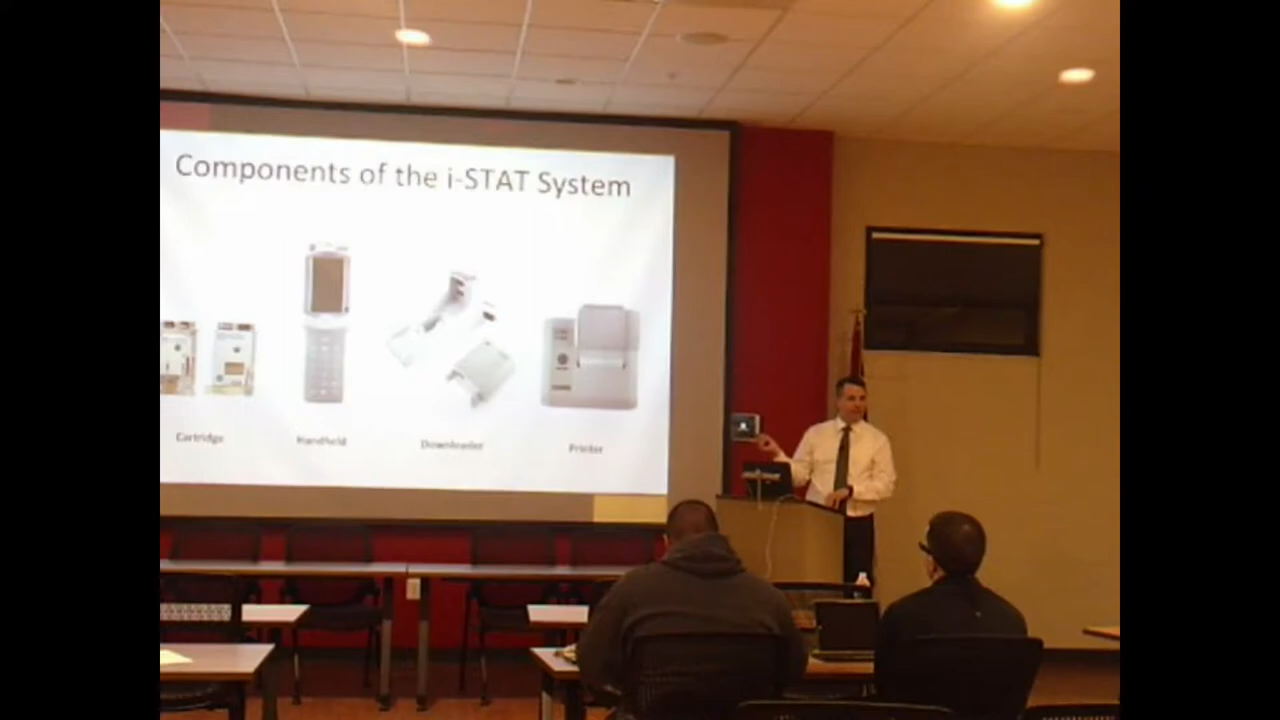 Components of the i-STAT System
Cartridge
Handheld
Downloader
Printer